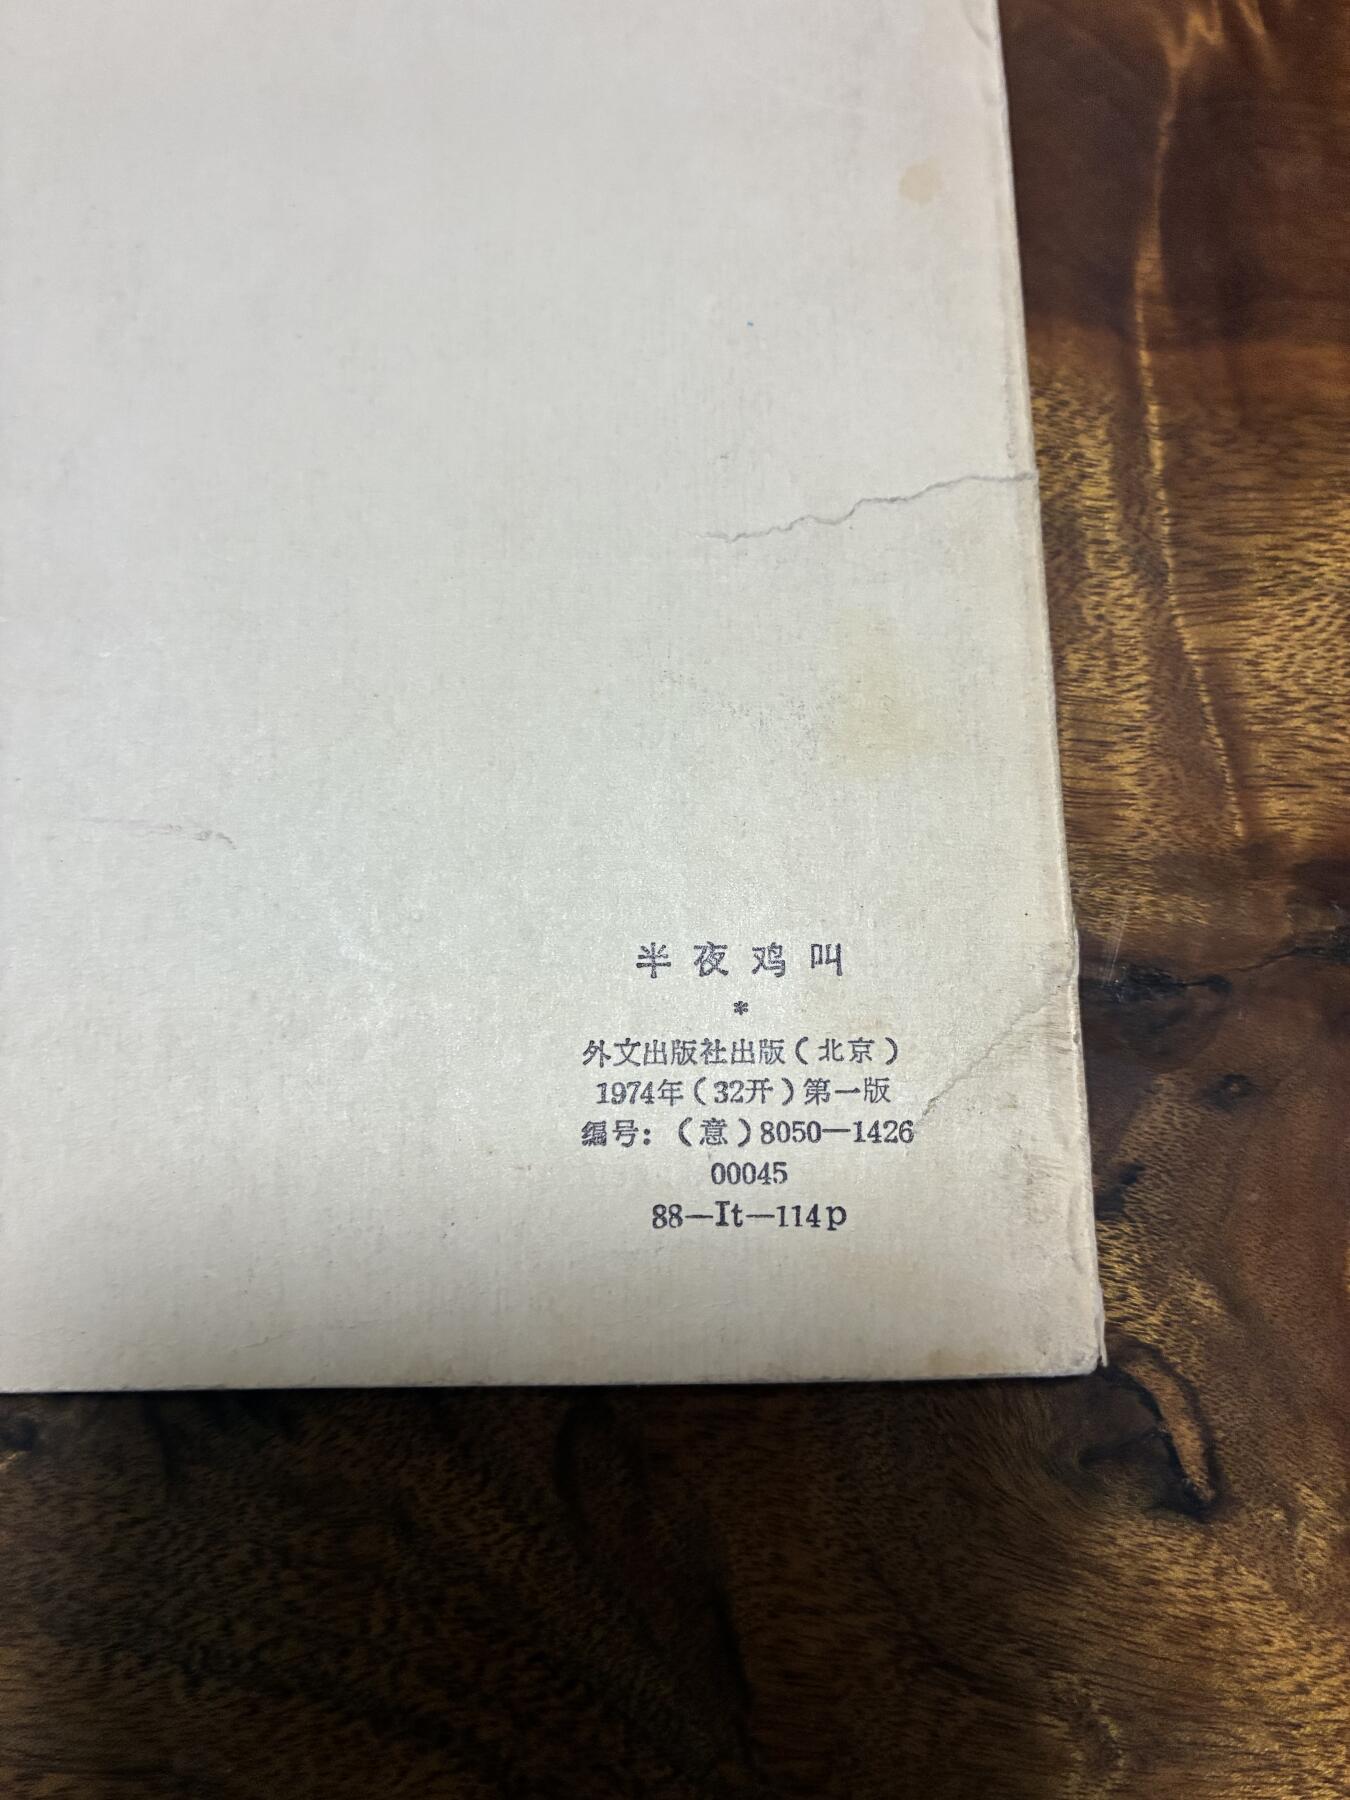 半夜鸡叫
*
外文出版社出版(北京)
1974年(32开)第一版
编号:(意)8050—1426
00045
88—It—114p